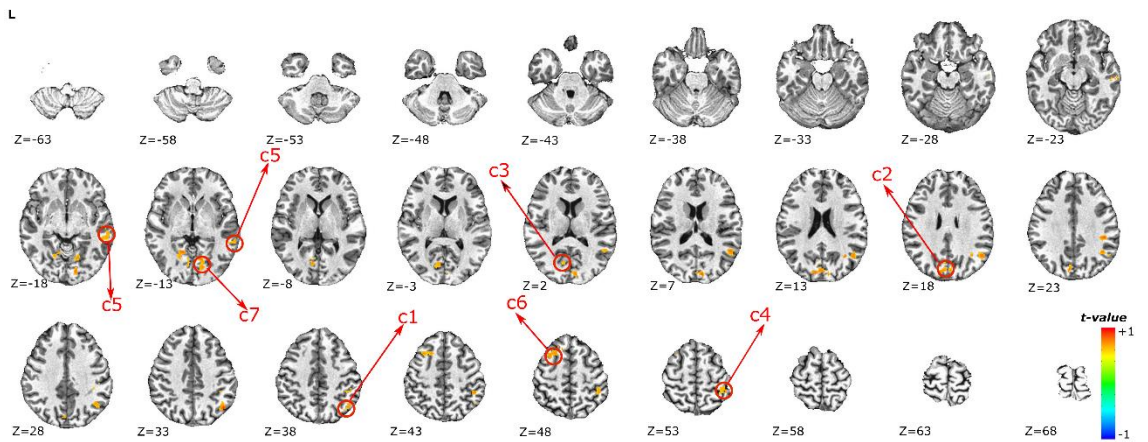 L
Z=-63 Z=-58 Z=-53 Z=-48 Z=-43 Z=-38 Z=-33 Z=-28 Z=-23
c5 c3 c2
Z=-18 Z=-13 Z=-8 Z=-3 Z=2 Z=7 Z=13 Z=18 Z=23
c5 c7 c1 c6 c4
t-value
+1
Z=28 Z=33 Z=38 Z=43 Z=48 Z=53 Z=58 Z=63 Z=68
-1